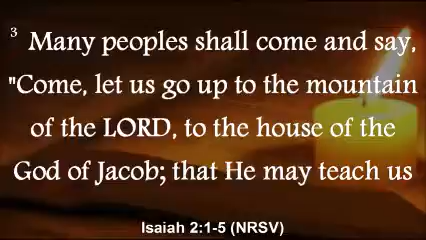 3 Many peoples shall come and say,
"Come, let us go up to the mountain
of the LORD, to the house of the
God of Jacob; that He may teach us
Isaiah 2:1-5 (NRSV)